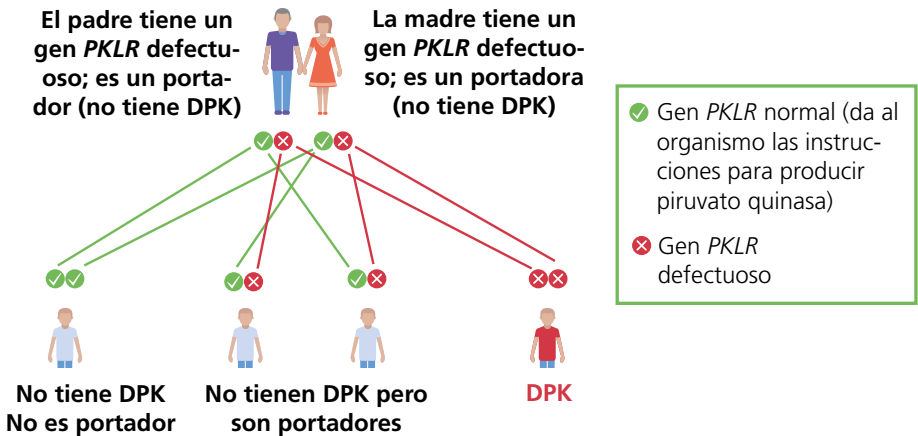 El padre tiene un
gen PKLR defectu-
oso; es un porta-
dor (no tiene DPK)
La madre tiene un
gen PKLR defectuo-
so; es un portadora
(no tiene DPK)
Gen PKLR normal (da al
organismo las instruc-
ciones para producir
piruvato quinasa)
Gen PKLR
defectuoso
No tiene DPK
No es portador
No tienen DPK pero
son portadores
DPK